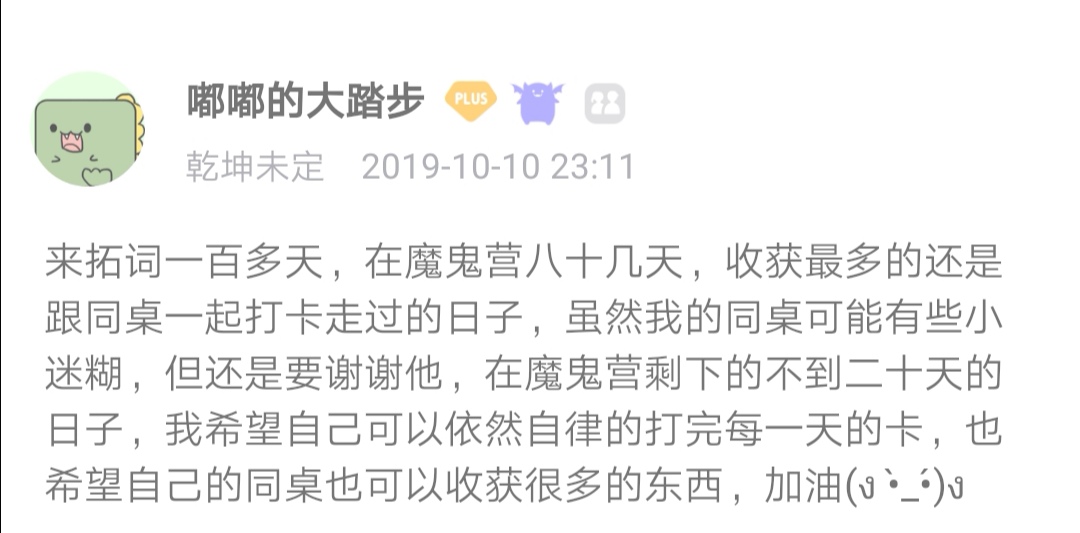 嘟嘟的大踏步 PLUS
乾坤未定 2019-10-10 23:11
来拓词一百多天，在魔鬼营八十几天，收获最多的还是
跟同桌一起打卡走过的日子，虽然我的同桌可能有些小
迷糊，但还是要谢谢他，在魔鬼营剩下的不到二十天的
日子，我希望自己可以依然自律的打完每一天的卡，也
希望自己的同桌也可以收获很多的东西，加油(ง •̀_•́)ง